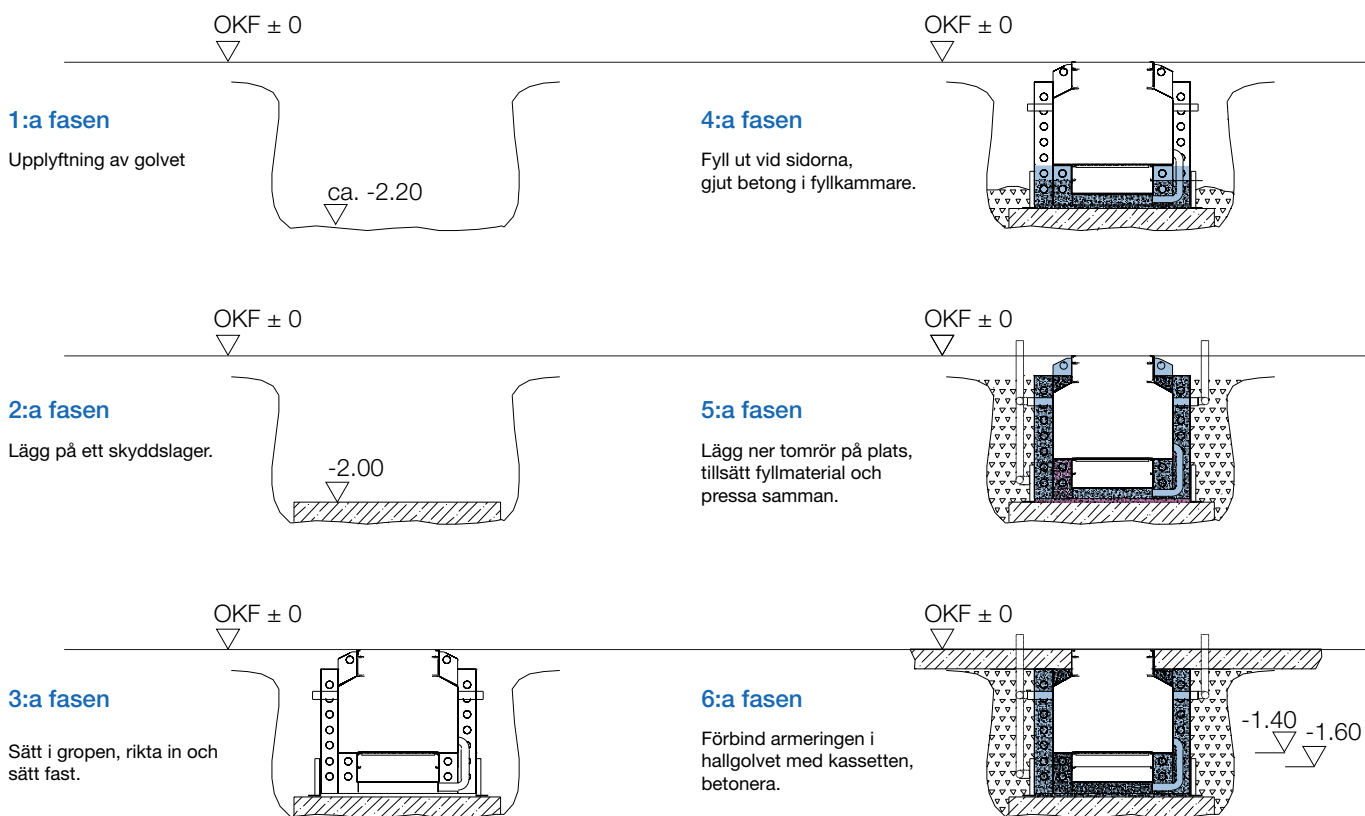 OKF ± 0
1:a fasen
Upplyftning av golvet
ca. -2.20
OKF ± 0
2:a fasen
Lägg på ett skyddslager.
-2.00
OKF ± 0
3:a fasen
Sätt i gropen, rikta in och
sätt fast.
OKF ± 0
4:a fasen
Fyll ut vid sidorna,
gjut betong i fyllkammare.
OKF ± 0
5:a fasen
Lägg ner tomrör på plats,
tillsätt fyllmaterial och
pressa samman.
OKF ± 0
6:a fasen
Förbind armeringen i
hallgolvet med kassetten,
betonera.
-1.40
-1.60